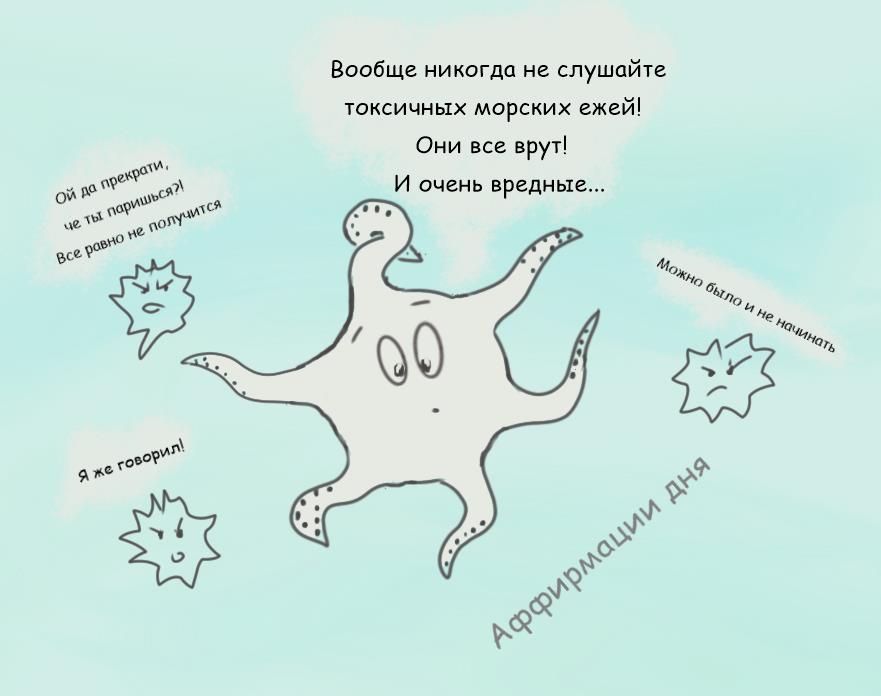 Вообще никогда не слушайте
токсичных морских ежей!
Они все врут!
И очень вредные...
Ой да прекрати,
че ты паришься?!
Все равно не получится
Можно было и не начинать
Я же говорил!
Аффирмации дня